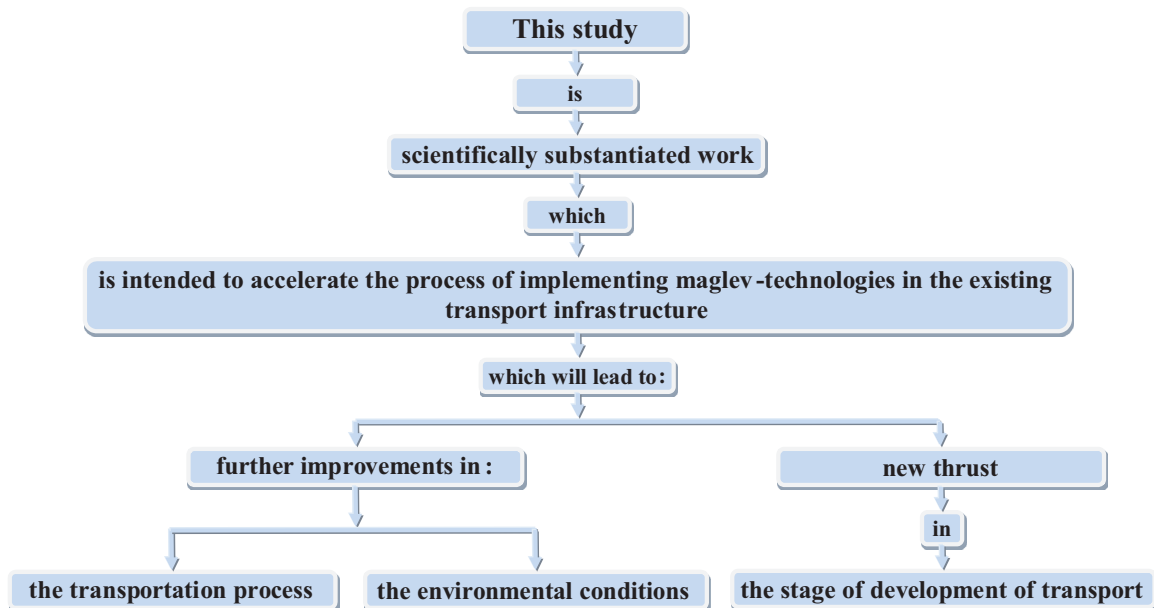 This study
is
scientifically substantiated work
which
is intended to accelerate the process of implementing maglev-technologies in the existing
transport infrastructure
which will lead to:
further improvements in:
new thrust
in
the transportation process
the environmental conditions
the stage of development of transport